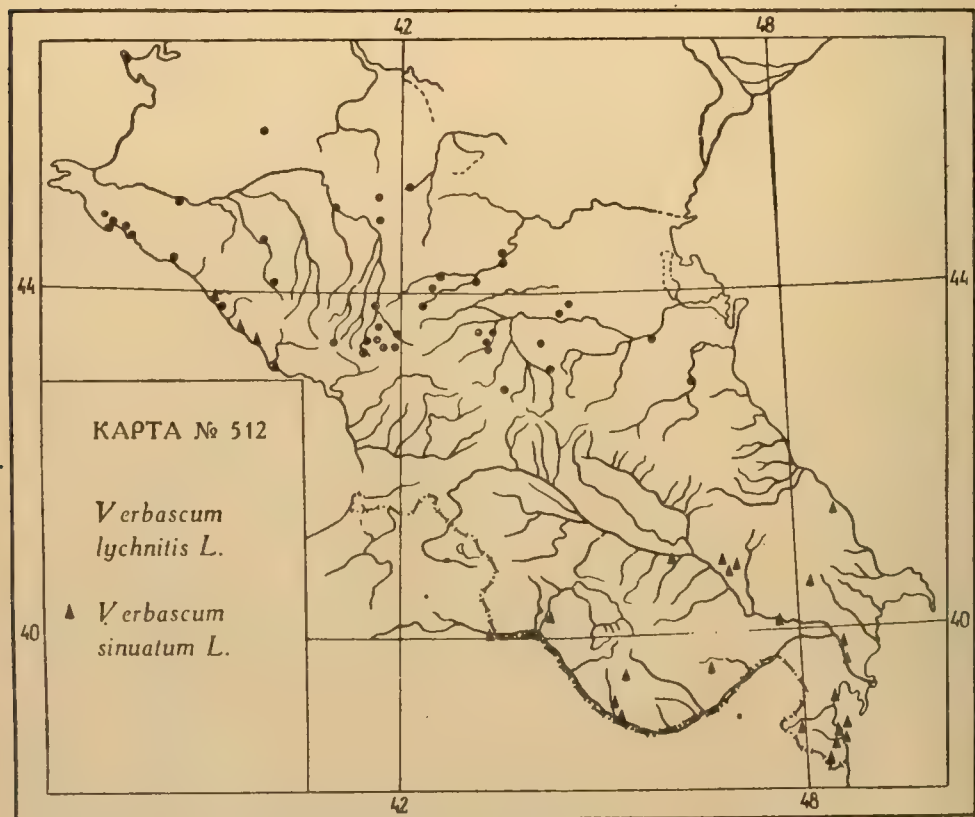 42 48
44 44
КАРТА № 512
Verbascum
lychnitis L.
Verbascum
sinuatum L.
40 40
42 48